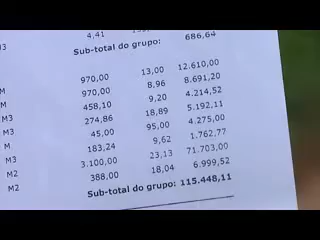 M3 4,41
Sub-total do grupo: 686,64
M 970,00 13,00 12.610,00
M 970,00 8,96 8.691,20
M3 458,10 9,20 4.214,52
M3 274,86 18,89 5.192,11
M 45,00 95,00 4.275,00
M3 183,24 9,62 1.762,77
M2 3.100,00 23,13 71.703,00
M2 388,00 18,04 6.999,52
Sub-total do grupo: 115.448,11